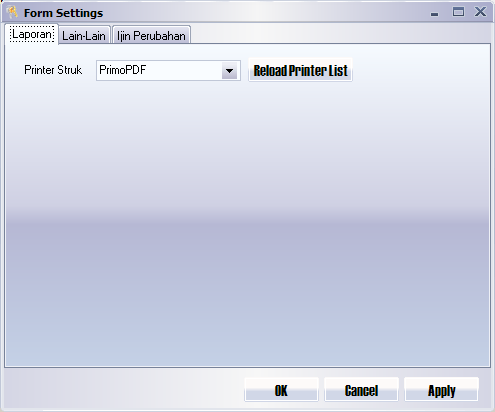 Form Settings
Laporan Lain-Lain Ijin Perubahan
Printer Struk PrimoPDF Reload Printer List
OK Cancel Apply